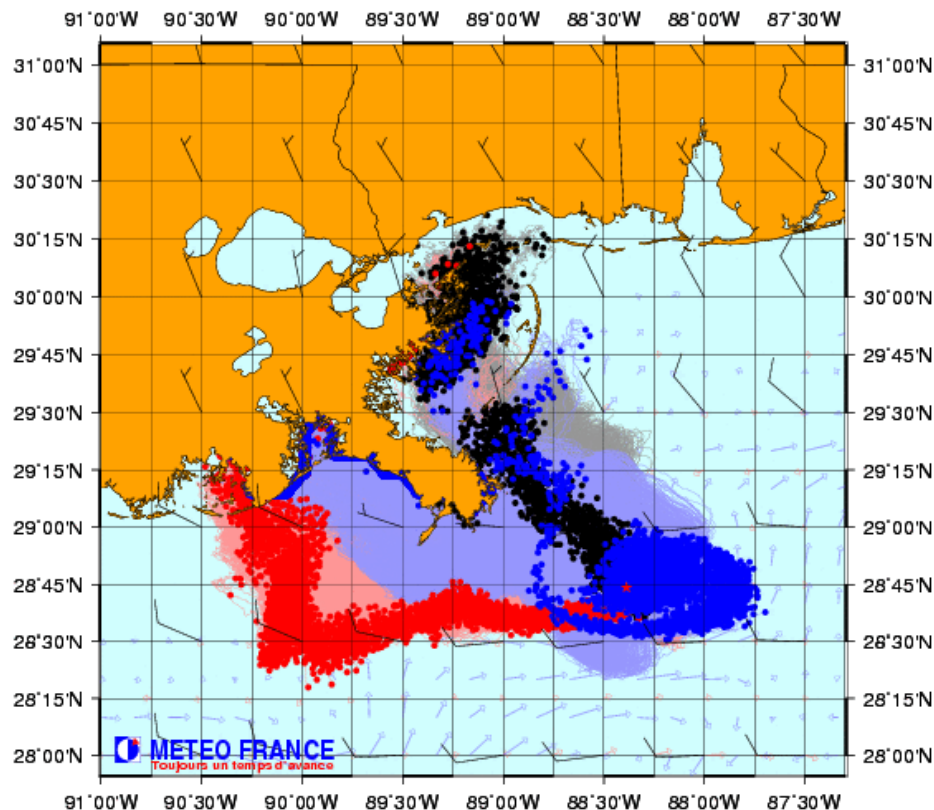 91°00'W 90°30'W 90°00'W 89°30'W 89°00'W 88°30'W 88°00'W 87°30'W
31°00'N 31°00'N
30°45'N 30°45'N
30°30'N 30°30'N
30°15'N 30°15'N
30°00'N 30°00'N
29°45'N 29°45'N
29°30'N 29°30'N
29°15'N 29°15'N
29°00'N 29°00'N
28°45'N 28°45'N
28°30'N 28°30'N
28°15'N 28°15'N
28°00'N 28°00'N
METEO FRANCE
Toujours un temps d'avance
91°00'W 90°30'W 90°00'W 89°30'W 89°00'W 88°30'W 88°00'W 87°30'W